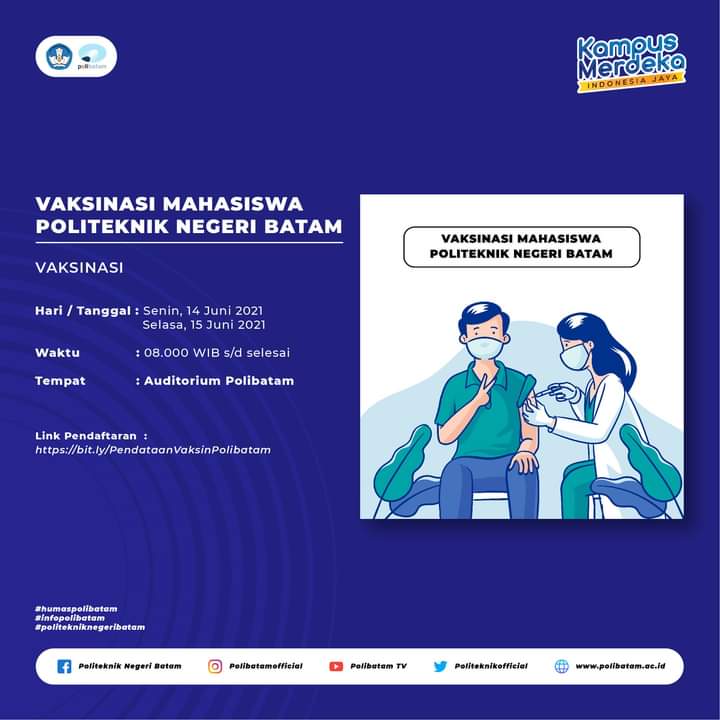 polibatam
Kampus
Merdeka
INDONESIA JAYA
VAKSINASI MAHASISWA
POLITEKNIK NEGERI BATAM
VAKSINASI
Hari / Tanggal : Senin, 14 Juni 2021
Selasa, 15 Juni 2021
Waktu : 08.000 WIB s/d selesai
Tempat : Auditorium Polibatam
Link Pendaftaran :
https://bit.ly/PendataanVaksinPolibatam
VAKSINASI MAHASISWA
POLITEKNIK NEGERI BATAM
#humaspolibatam
#infopolibatam
#politekniknegeribatam
Politeknik Negeri Batam Polibatamofficial Polibatam TV Politeknikofficial www.polibatam.ac.id